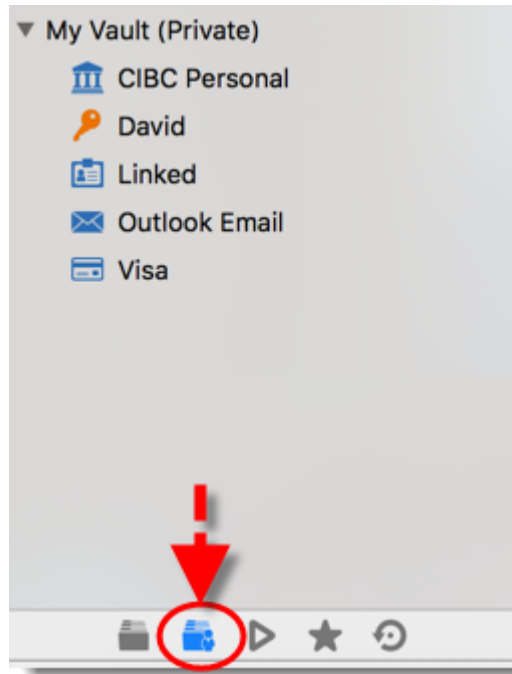 My Vault (Private)
CIBC Personal
David
Linked
Outlook Email
Visa